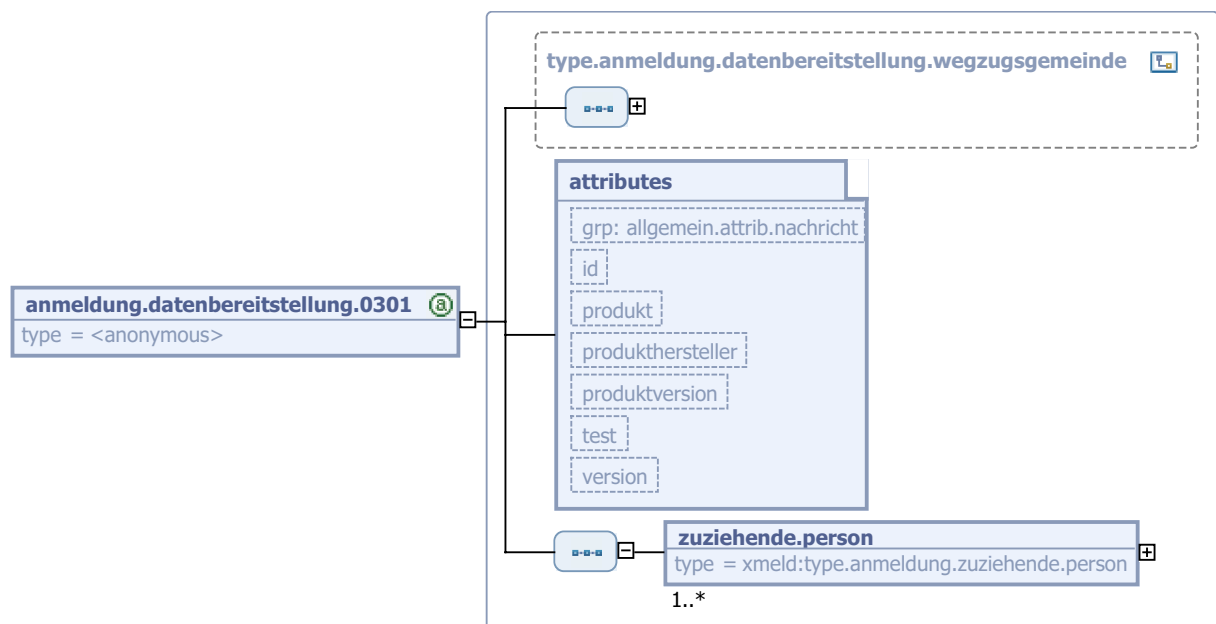 type.anmeldung.datenbereitstellung.wegzugsgemeinde
attributes
grp: allgemein.attrib.nachricht
id
produkt
produkthersteller
produktversion
test
version
anmeldung.datenbereitstellung.0301 @
type = <anonymous>
zuziehende.person
type = xmeld:type.anmeldung.zuziehende.person
1..*